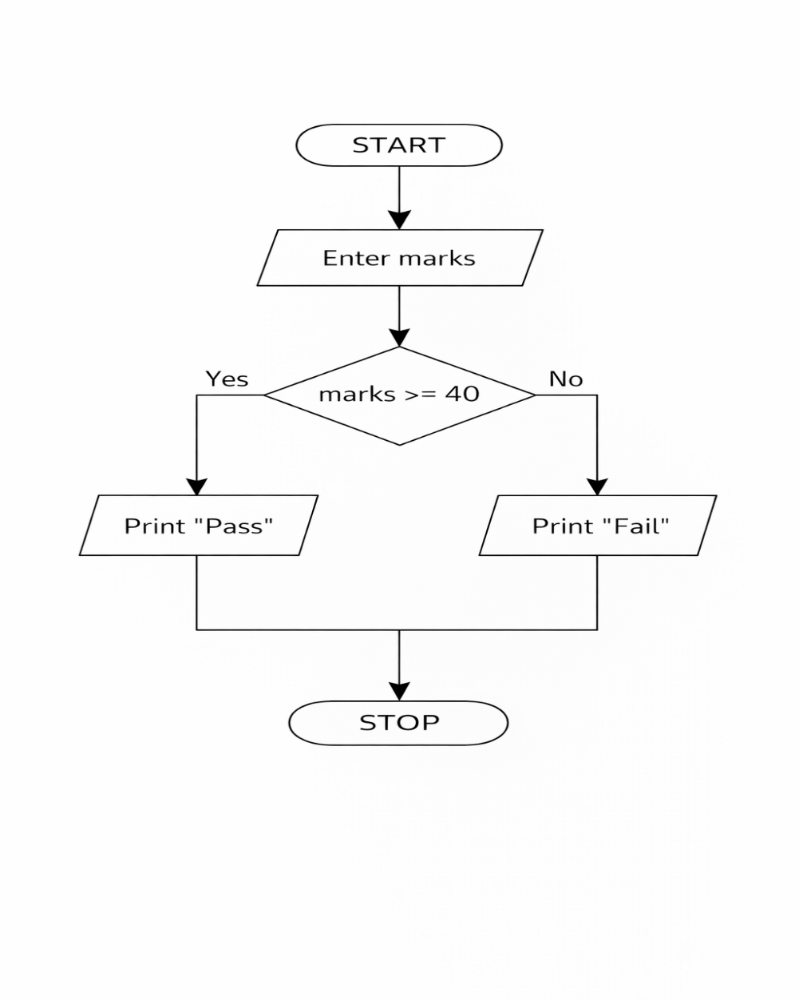 START
Enter marks
Yes
marks >= 40
No
Print "Pass"
Print "Fail"
STOP